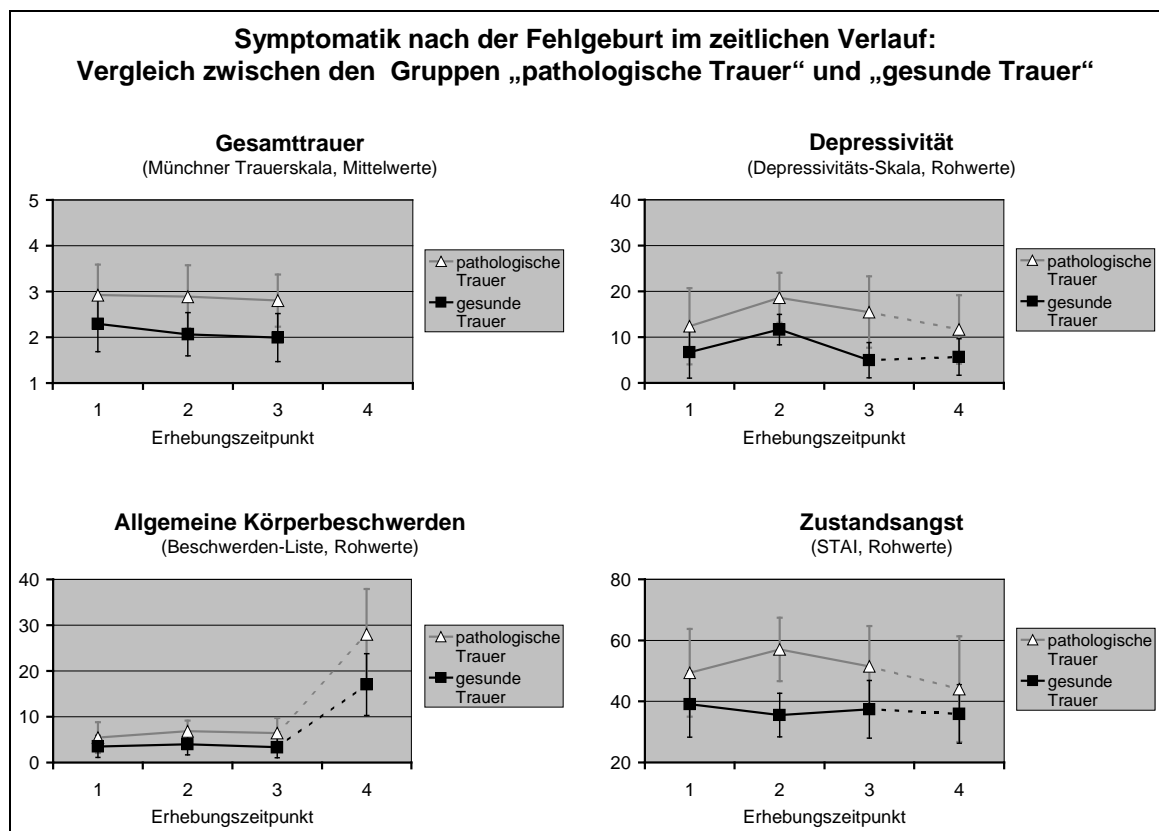 Symptomatik nach der Fehlgeburt im zeitlichen Verlauf:
Vergleich zwischen den Gruppen „pathologische Trauer“ und „gesunde Trauer“
Gesamttrauer
(Münchner Trauerskala, Mittelwerte)
5
4
3
2
1
1 2 3 4
Erhebungszeitpunkt
pathologische
Trauer
gesunde
Trauer
Depressivität
(Depressivitäts-Skala, Rohwerte)
40
30
20
10
0
1 2 3 4
Erhebungszeitpunkt
pathologische
Trauer
gesunde
Trauer
Allgemeine Körperbeschwerden
(Beschwerden-Liste, Rohwerte)
40
30
20
10
0
1 2 3 4
Erhebungszeitpunkt
pathologische
Trauer
gesunde
Trauer
Zustandsangst
(STAI, Rohwerte)
80
60
40
20
1 2 3 4
Erhebungszeitpunkt
pathologische
Trauer
gesunde
Trauer